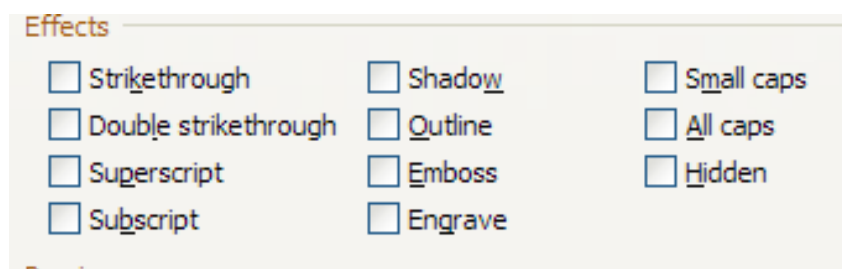 Effects
Strikethrough Shadow Small caps
Double strikethrough Outline All caps
Superscript Emboss Hidden
Subscript Engrave